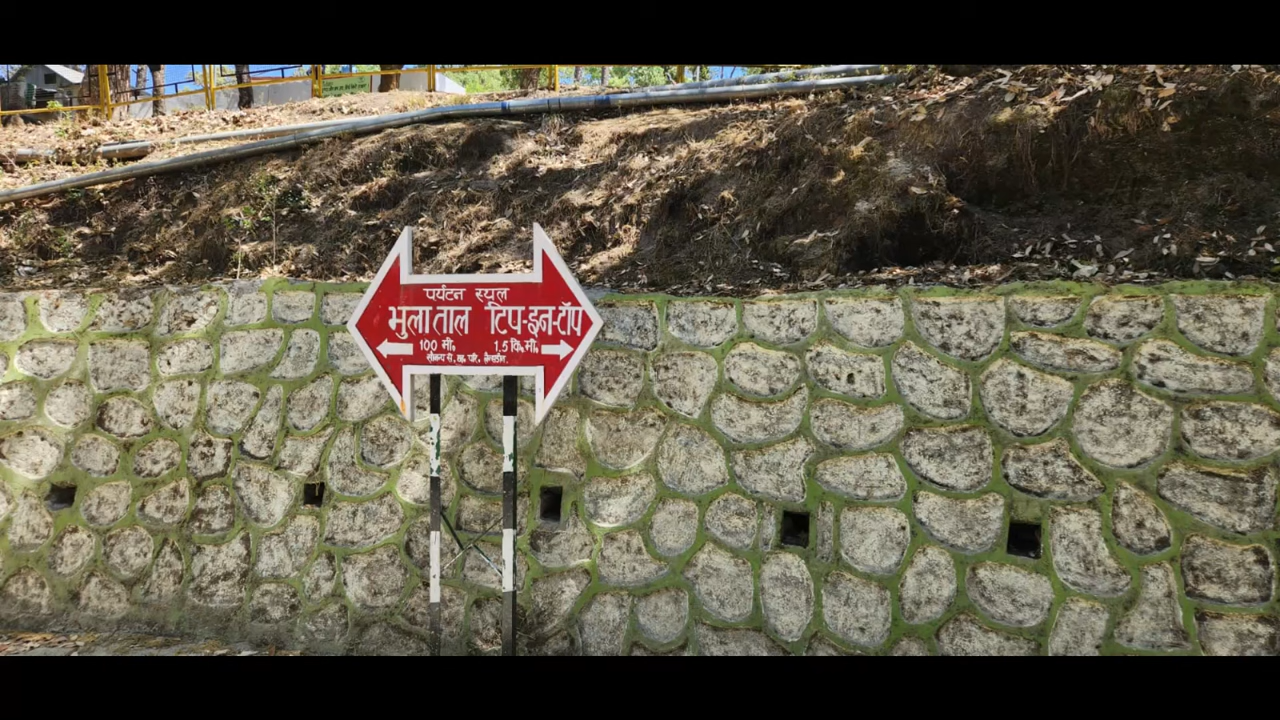 पर्यटन स्थल
भुला ताल टिप-इन-टॉप
100 मी. 1.5 कि.मी.